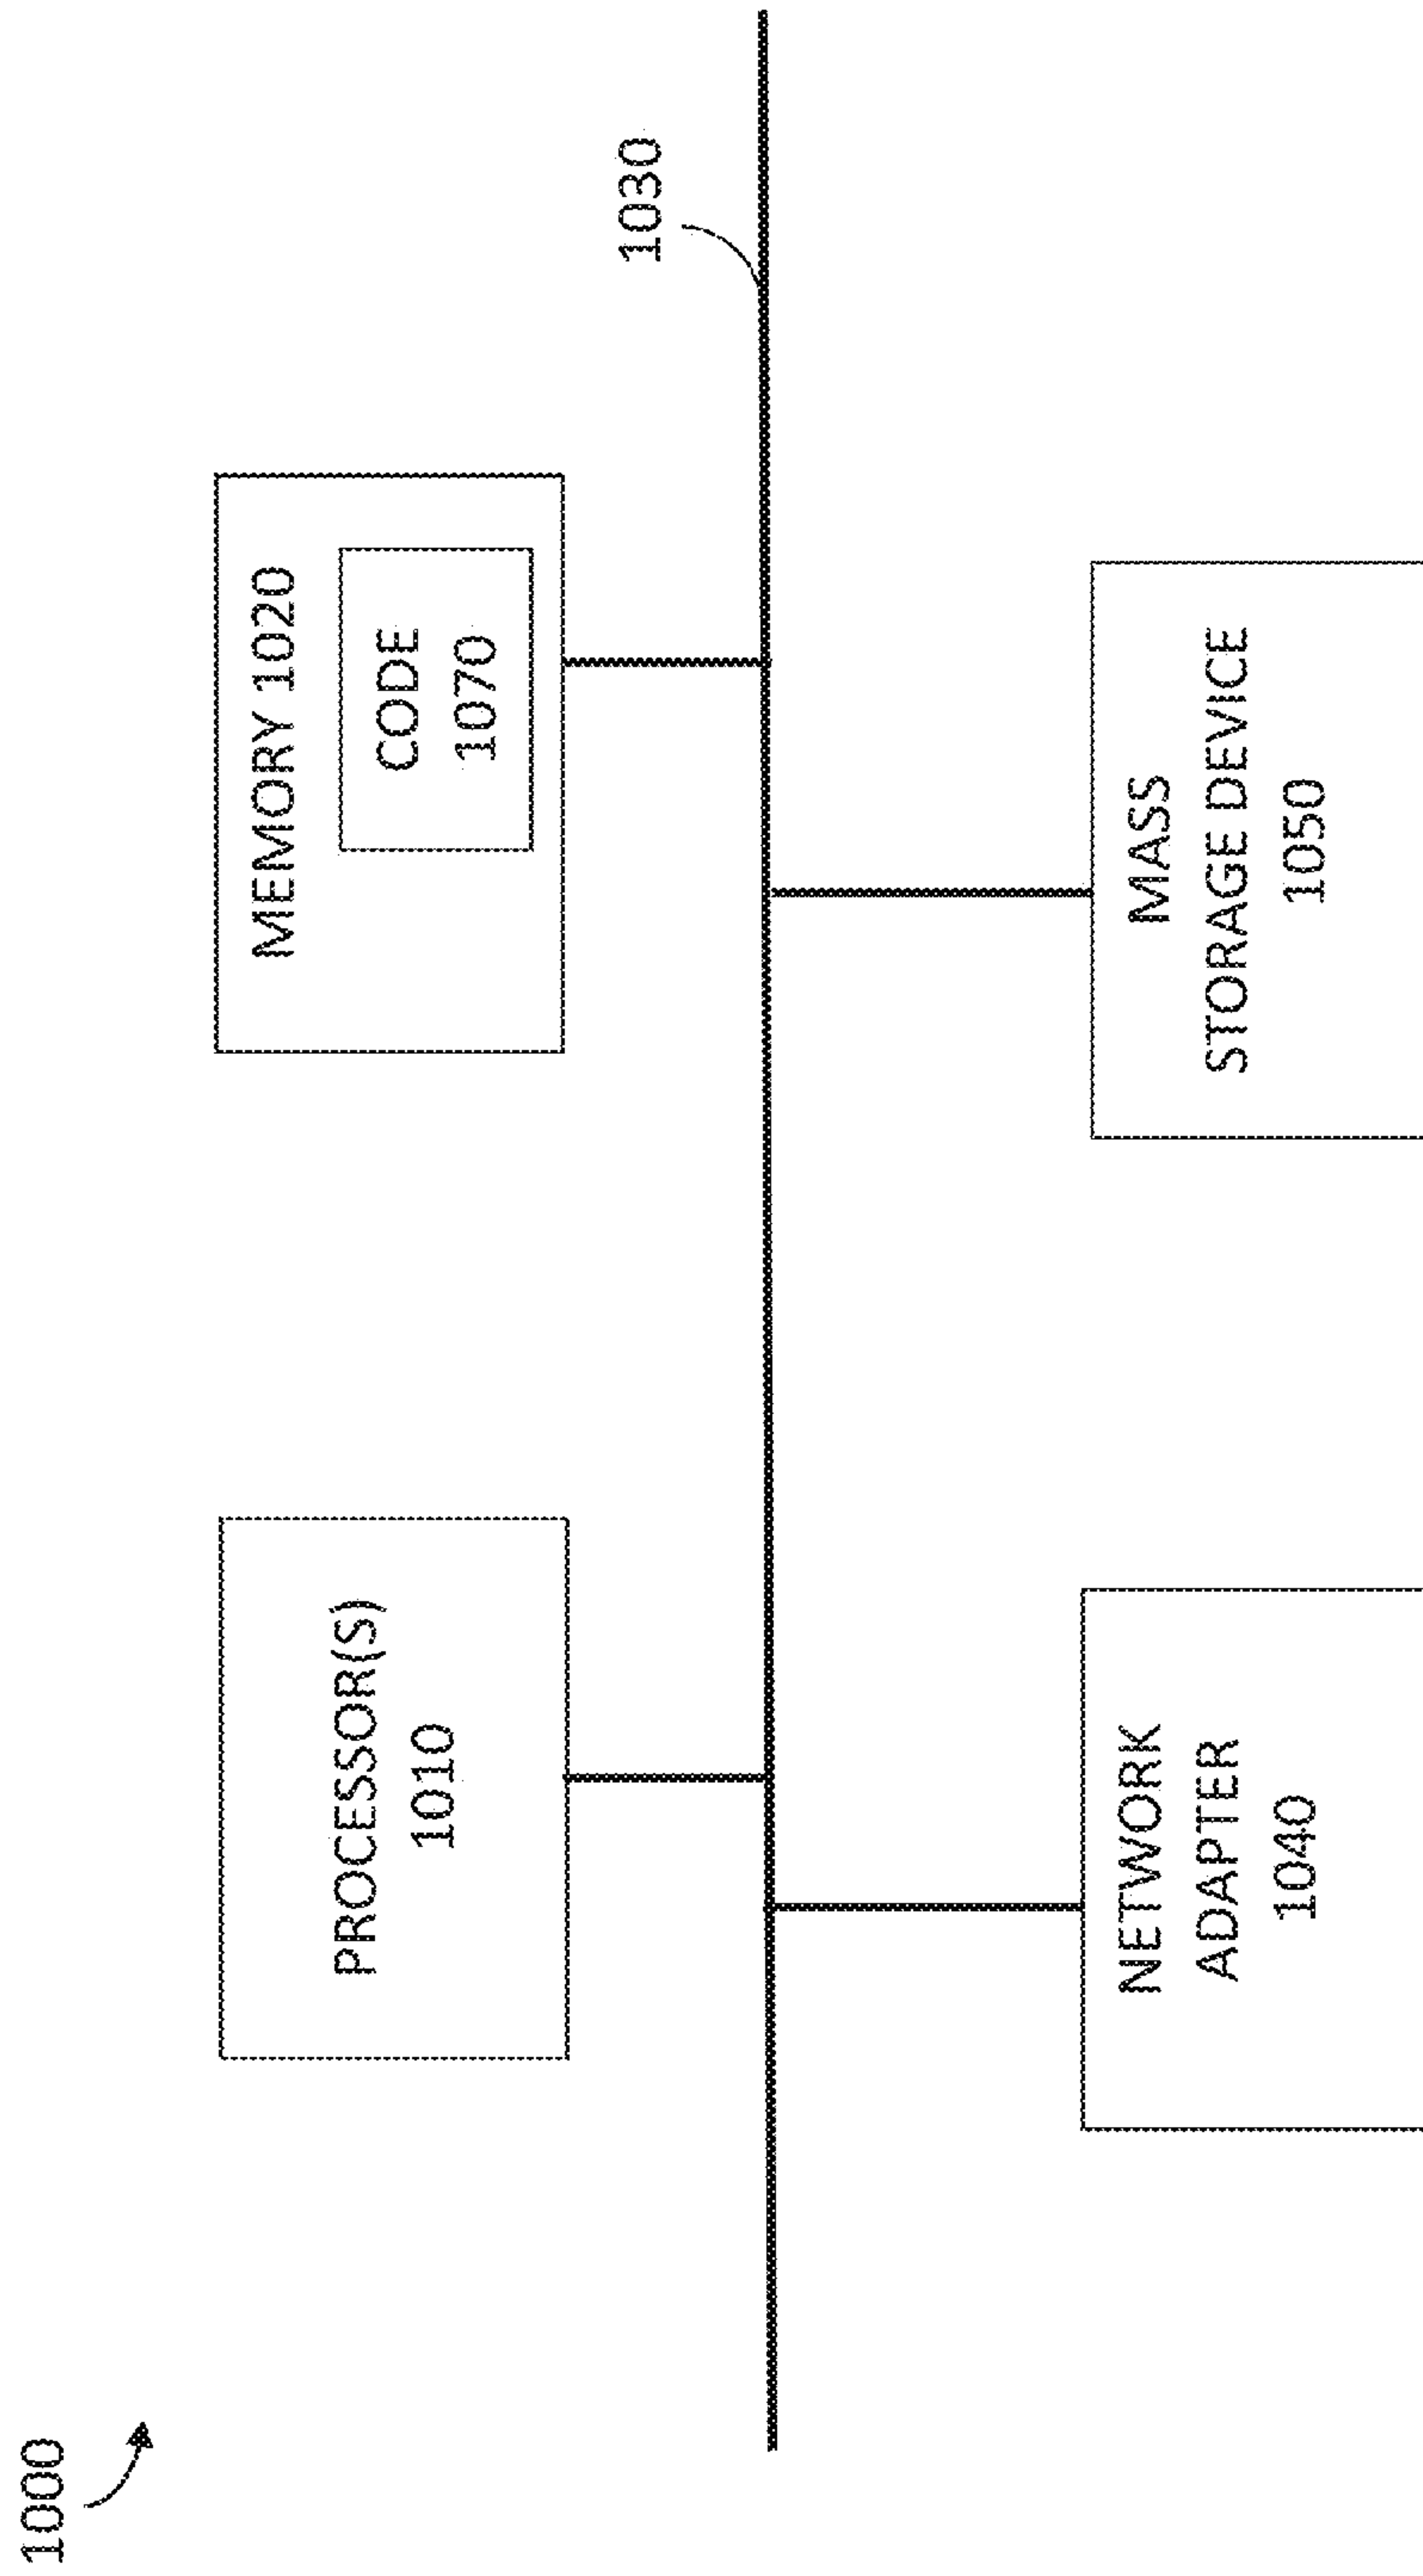 1000
PROCESSOR(S)
1010
MEMORY 1020
CODE
1070
1030
NETWORK
ADAPTER
1040
MASS
STORAGE DEVICE
1050